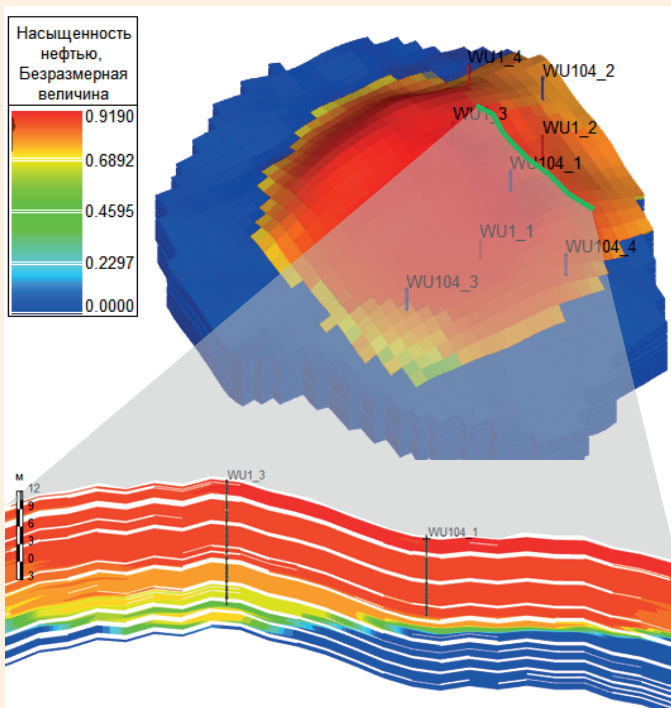 Насыщенность
нефтью,
Безразмерная
величина
0.9190
0.6892
0.4595
0.2297
0.0000
WU1_4
WU104_2
WU1_3
WU1_2
WU104_1
WU1_1
WU104_4
WU104_3
м
12
9
6
3
0
3
WU1_3
WU104_1